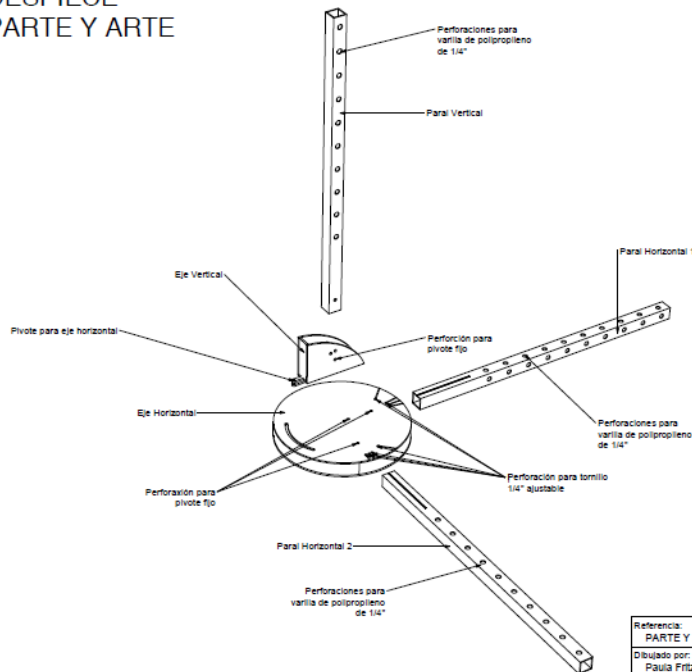 DESPIECE
PARTE Y ARTE
Perforaciones para
varilla de polipropileno
de 1/4"
Paral Vertical
Paral Horizontal 1
Eje Vertical
Pivote para eje horizontal
Perforción para
pivote fijo
Eje Horizontal
Perforaciones para
varilla de polipropileno
de 1/4"
Perforación para tornillo
1/4" ajustable
Perforaxión para
pivote fijo
Paral Horizontal 2
Perforaciones para
varilla de polipropileno
de 1/4"
Referencia:
PARTE Y
Dibujado por:
Paula